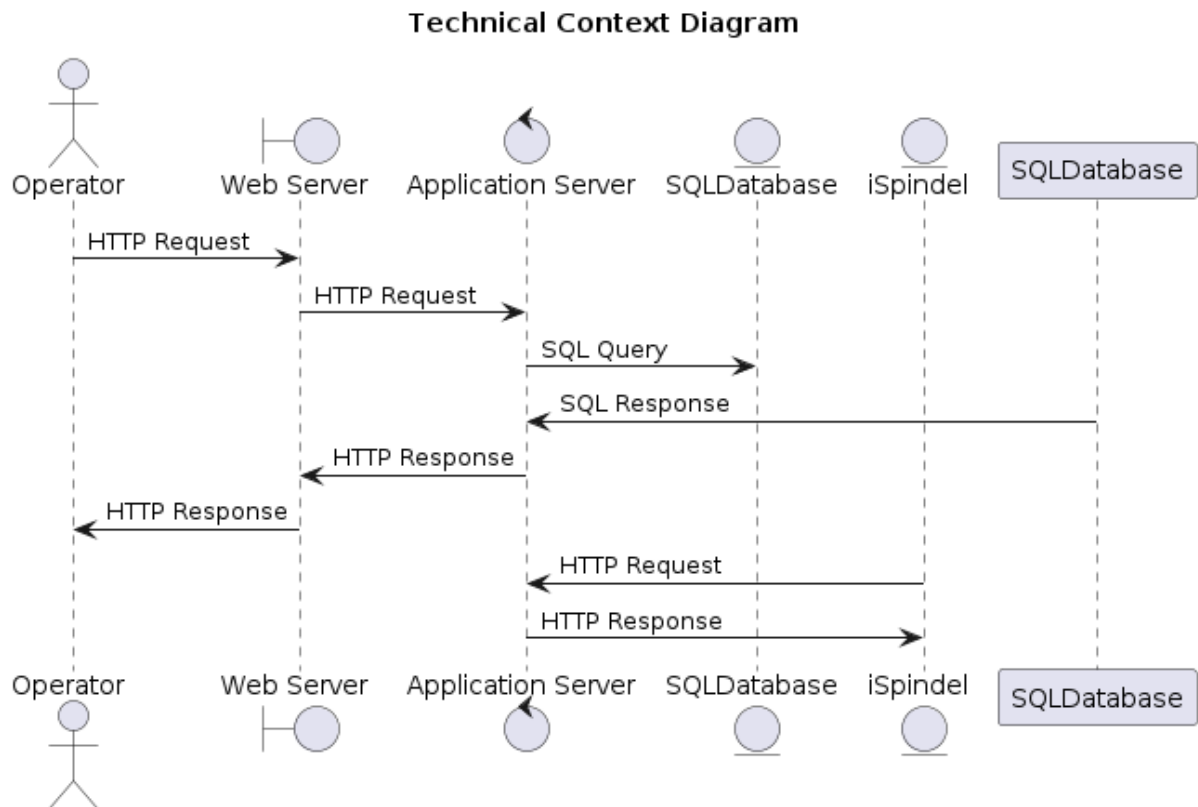 Technical Context Diagram
Operator
Web Server
Application Server
SQLDatabase
iSpindel
SQLDatabase
HTTP Request
HTTP Request
SQL Query
SQL Response
HTTP Response
HTTP Response
HTTP Request
HTTP Response
Operator
Web Server
Application Server
SQLDatabase
iSpindel
SQLDatabase